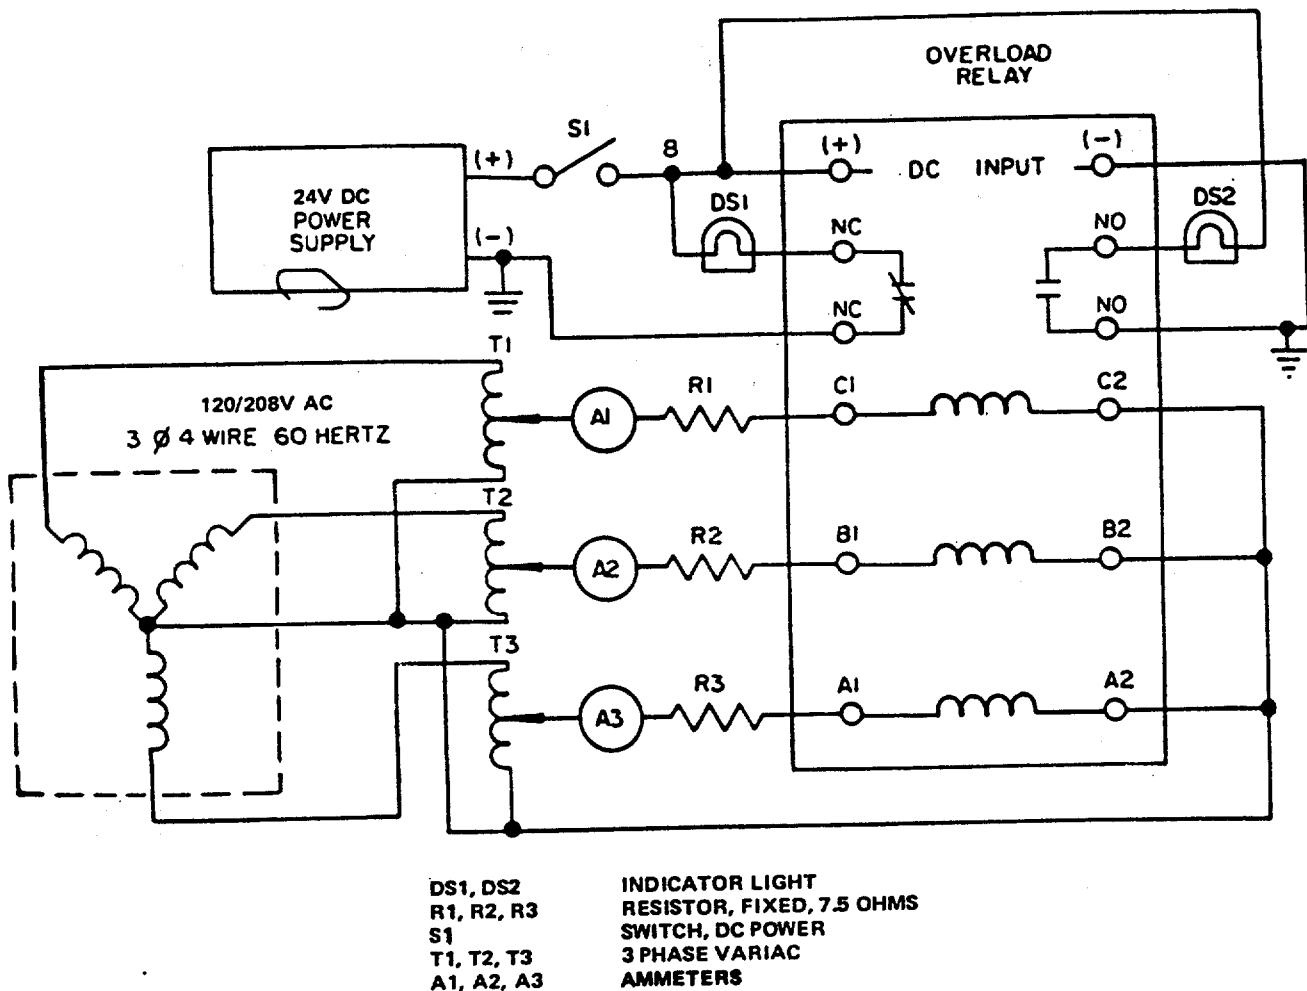 OVERLOAD
RELAY
S1
8
(+)
(+)
DC INPUT
(-)
24V DC
POWER
SUPPLY
(-)
DS1
NC
NO
DS2
NC
NO
T1
120/208V AC
3 Ø 4 WIRE 60 HERTZ
A1
R1
C1
C2
T2
A2
R2
B1
B2
T3
A3
R3
A1
A2
DS1, DS2 INDICATOR LIGHT
R1, R2, R3 RESISTOR, FIXED, 7.5 OHMS
S1 SWITCH, DC POWER
T1, T2, T3 3 PHASE VARIAC
A1, A2, A3 AMMETERS